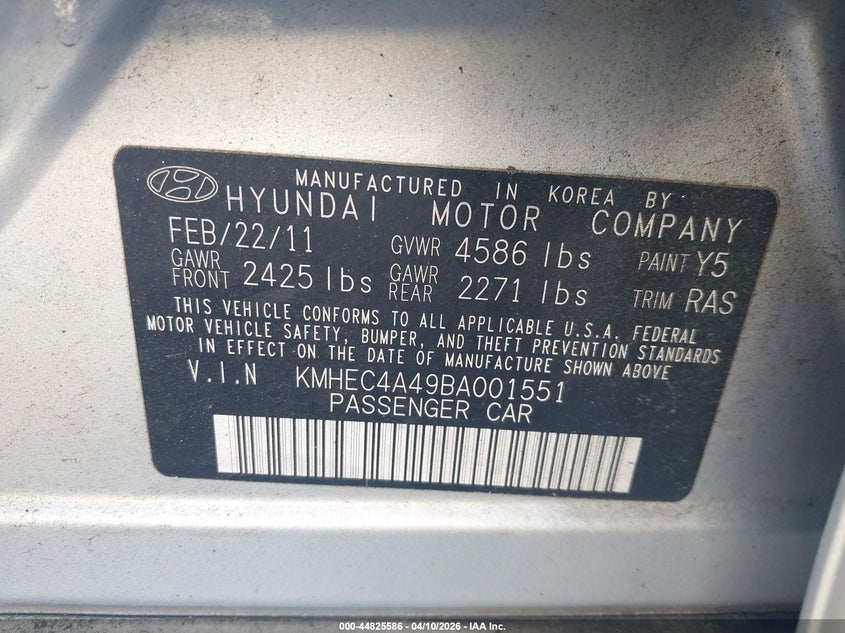 MANUFACTURED IN KOREA BY
HYUNDAI MOTOR COMPANY
FEB/22/11 GVWR 4586 lbs PAINT Y5
GAWR FRONT 2425 lbs GAWR REAR 2271 lbs TRIM RAS
THIS VEHICLE CONFORMS TO ALL APPLICABLE U.S.A. FEDERAL
MOTOR VEHICLE SAFETY, BUMPER, AND THEFT PREVENTION STANDARDS
IN EFFECT ON THE DATE OF MANUFACTURE SHOWN ABOVE
V.I.N KMHEC4A49BA001551
PASSENGER CAR
000-44825586 - 04/10/2026 - IAA Inc.